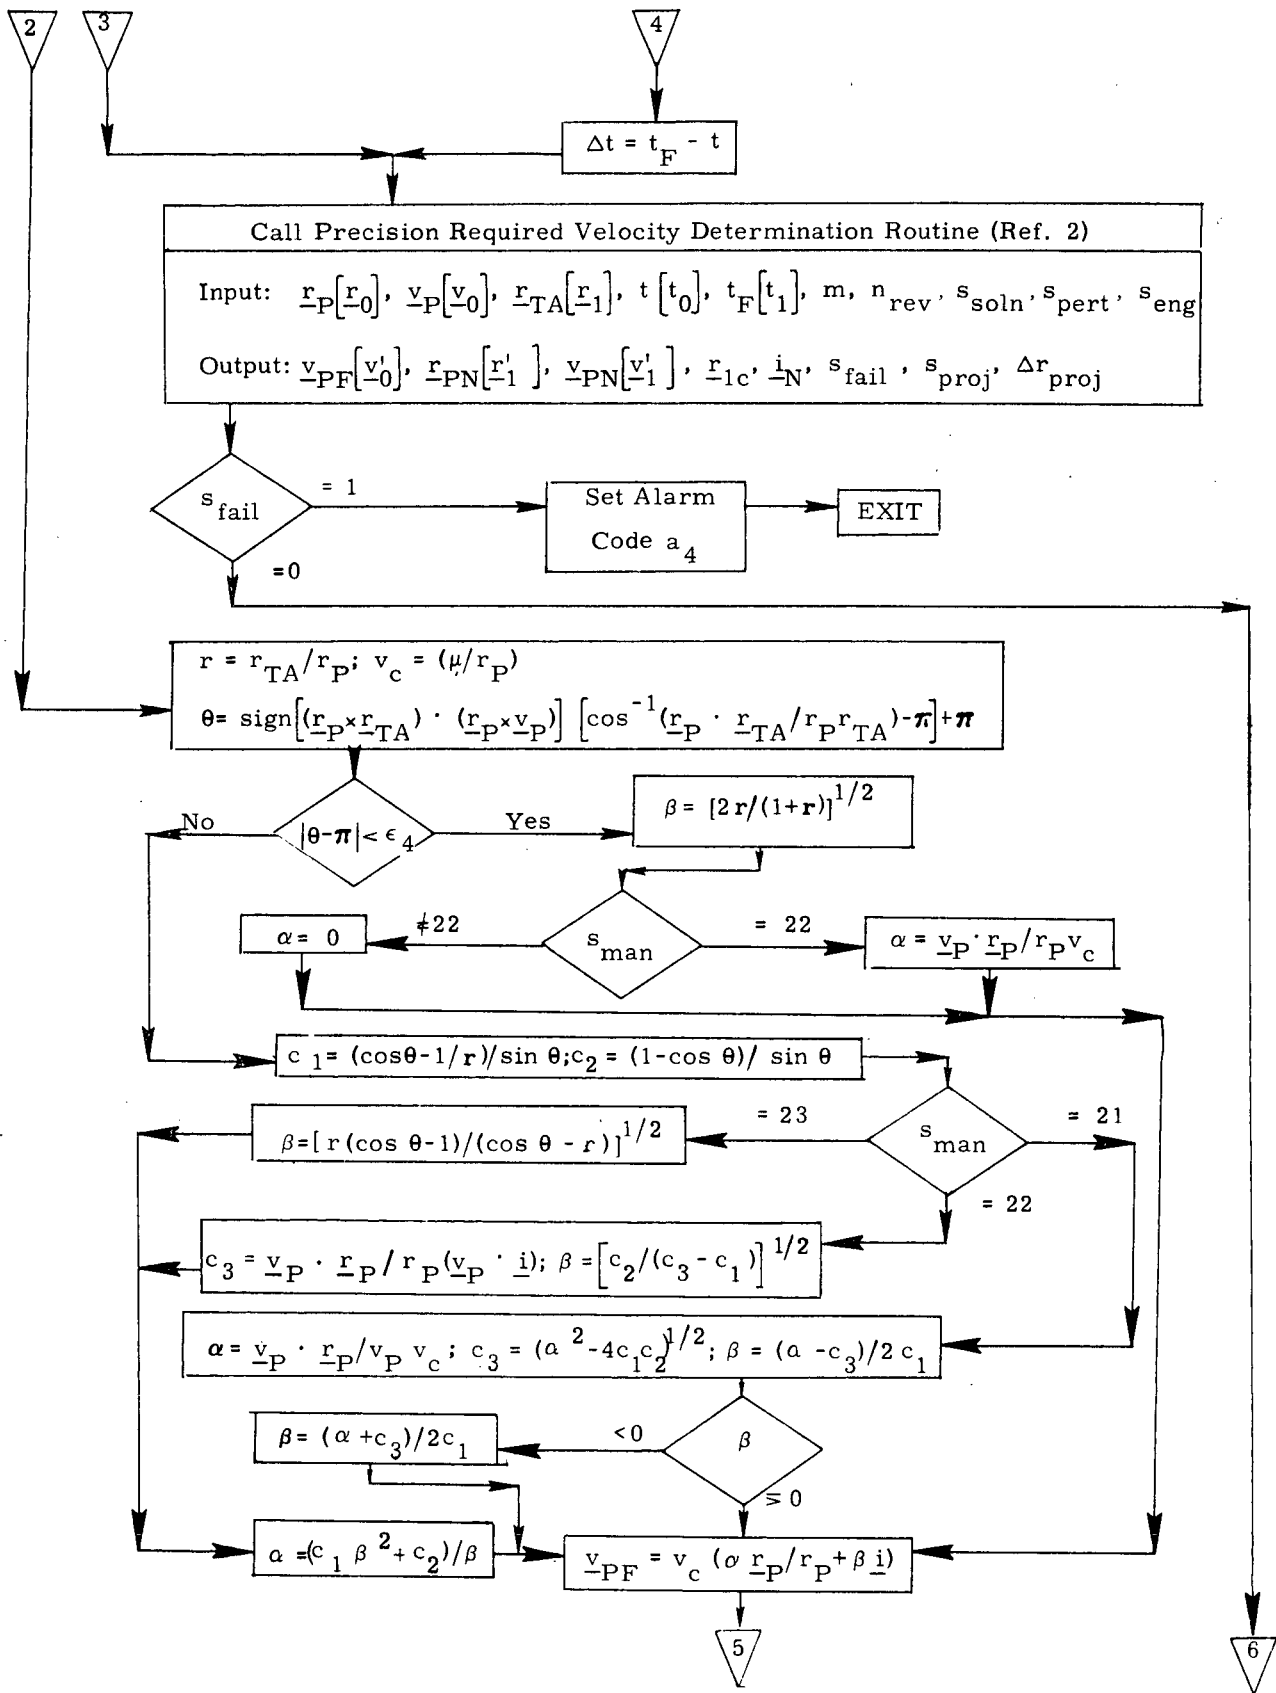 2
3
4
Δt = t_F - t
Call Precision Required Velocity Determination Routine (Ref. 2)
Input: r_P[r_0], v_P[v_0], r_TA[r_1], t [t_0], t_F[t_1], m, n_rev, s_soln, s_pert, s_eng
Output: v_PF[v'_0], r_PN[r'_1], v_PN[v'_1], r_1c, i_N, s_fail, s_proj, Δr_proj
s_fail
= 1
Set Alarm
Code a_4
EXIT
=0
r = r_TA/r_P; v_c = (μ/r_P)
θ= sign[(r_P×r_TA) · (r_P×v_P)] [cos^-1(r_P · r_TA/r_P r_TA)-π]+π
|θ-π|< ε_4
No
Yes
β = [2r/(1+r)]^1/2
s_man
≠22
= 22
α = 0
α = v_P · r_P/r_P v_c
c_1 = (cosθ-1/r)/sin θ;c_2 = (1-cos θ)/ sin θ
s_man
= 23
= 21
= 22
β=[r(cos θ-1)/(cos θ - r)]^1/2
c_3 = v_P · r_P/r_P(v_P · i); β = [c_2/(c_3 - c_1)]^1/2
α = v_P · r_P/v_P v_c; c_3 = (α^2-4c_1c_2)^1/2; β = (α -c_3)/2 c_1
β
<0
β = (α +c_3)/2c_1
≥ 0
α =(c_1 β^2+ c_2)/β
v_PF = v_c (α r_P/r_P + β i)
5
6